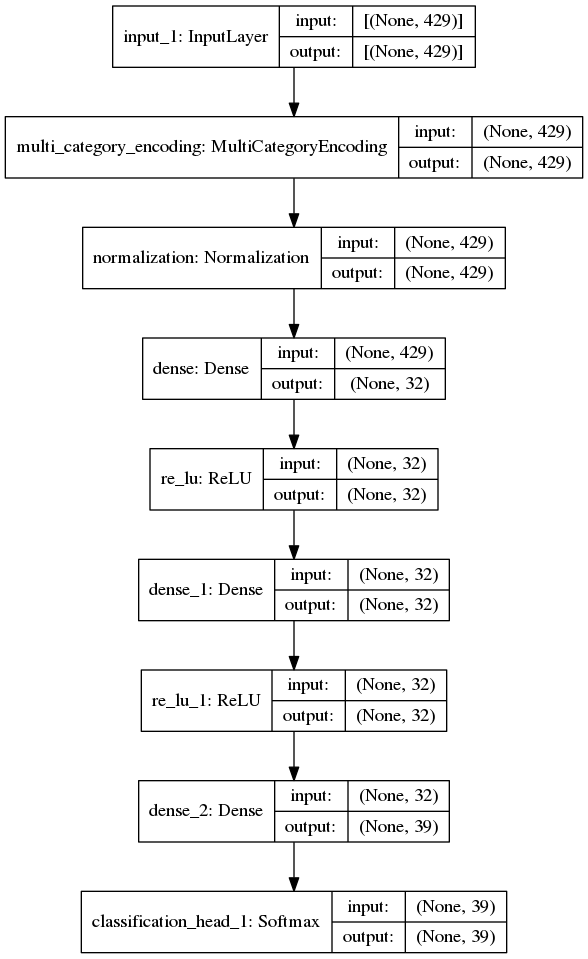 input_1: InputLayer
input: [(None, 429)]
output: [(None, 429)]
multi_category_encoding: MultiCategoryEncoding
input: (None, 429)
output: (None, 429)
normalization: Normalization
input: (None, 429)
output: (None, 429)
dense: Dense
input: (None, 429)
output: (None, 32)
re_lu: ReLU
input: (None, 32)
output: (None, 32)
dense_1: Dense
input: (None, 32)
output: (None, 32)
re_lu_1: ReLU
input: (None, 32)
output: (None, 32)
dense_2: Dense
input: (None, 32)
output: (None, 39)
classification_head_1: Softmax
input: (None, 39)
output: (None, 39)